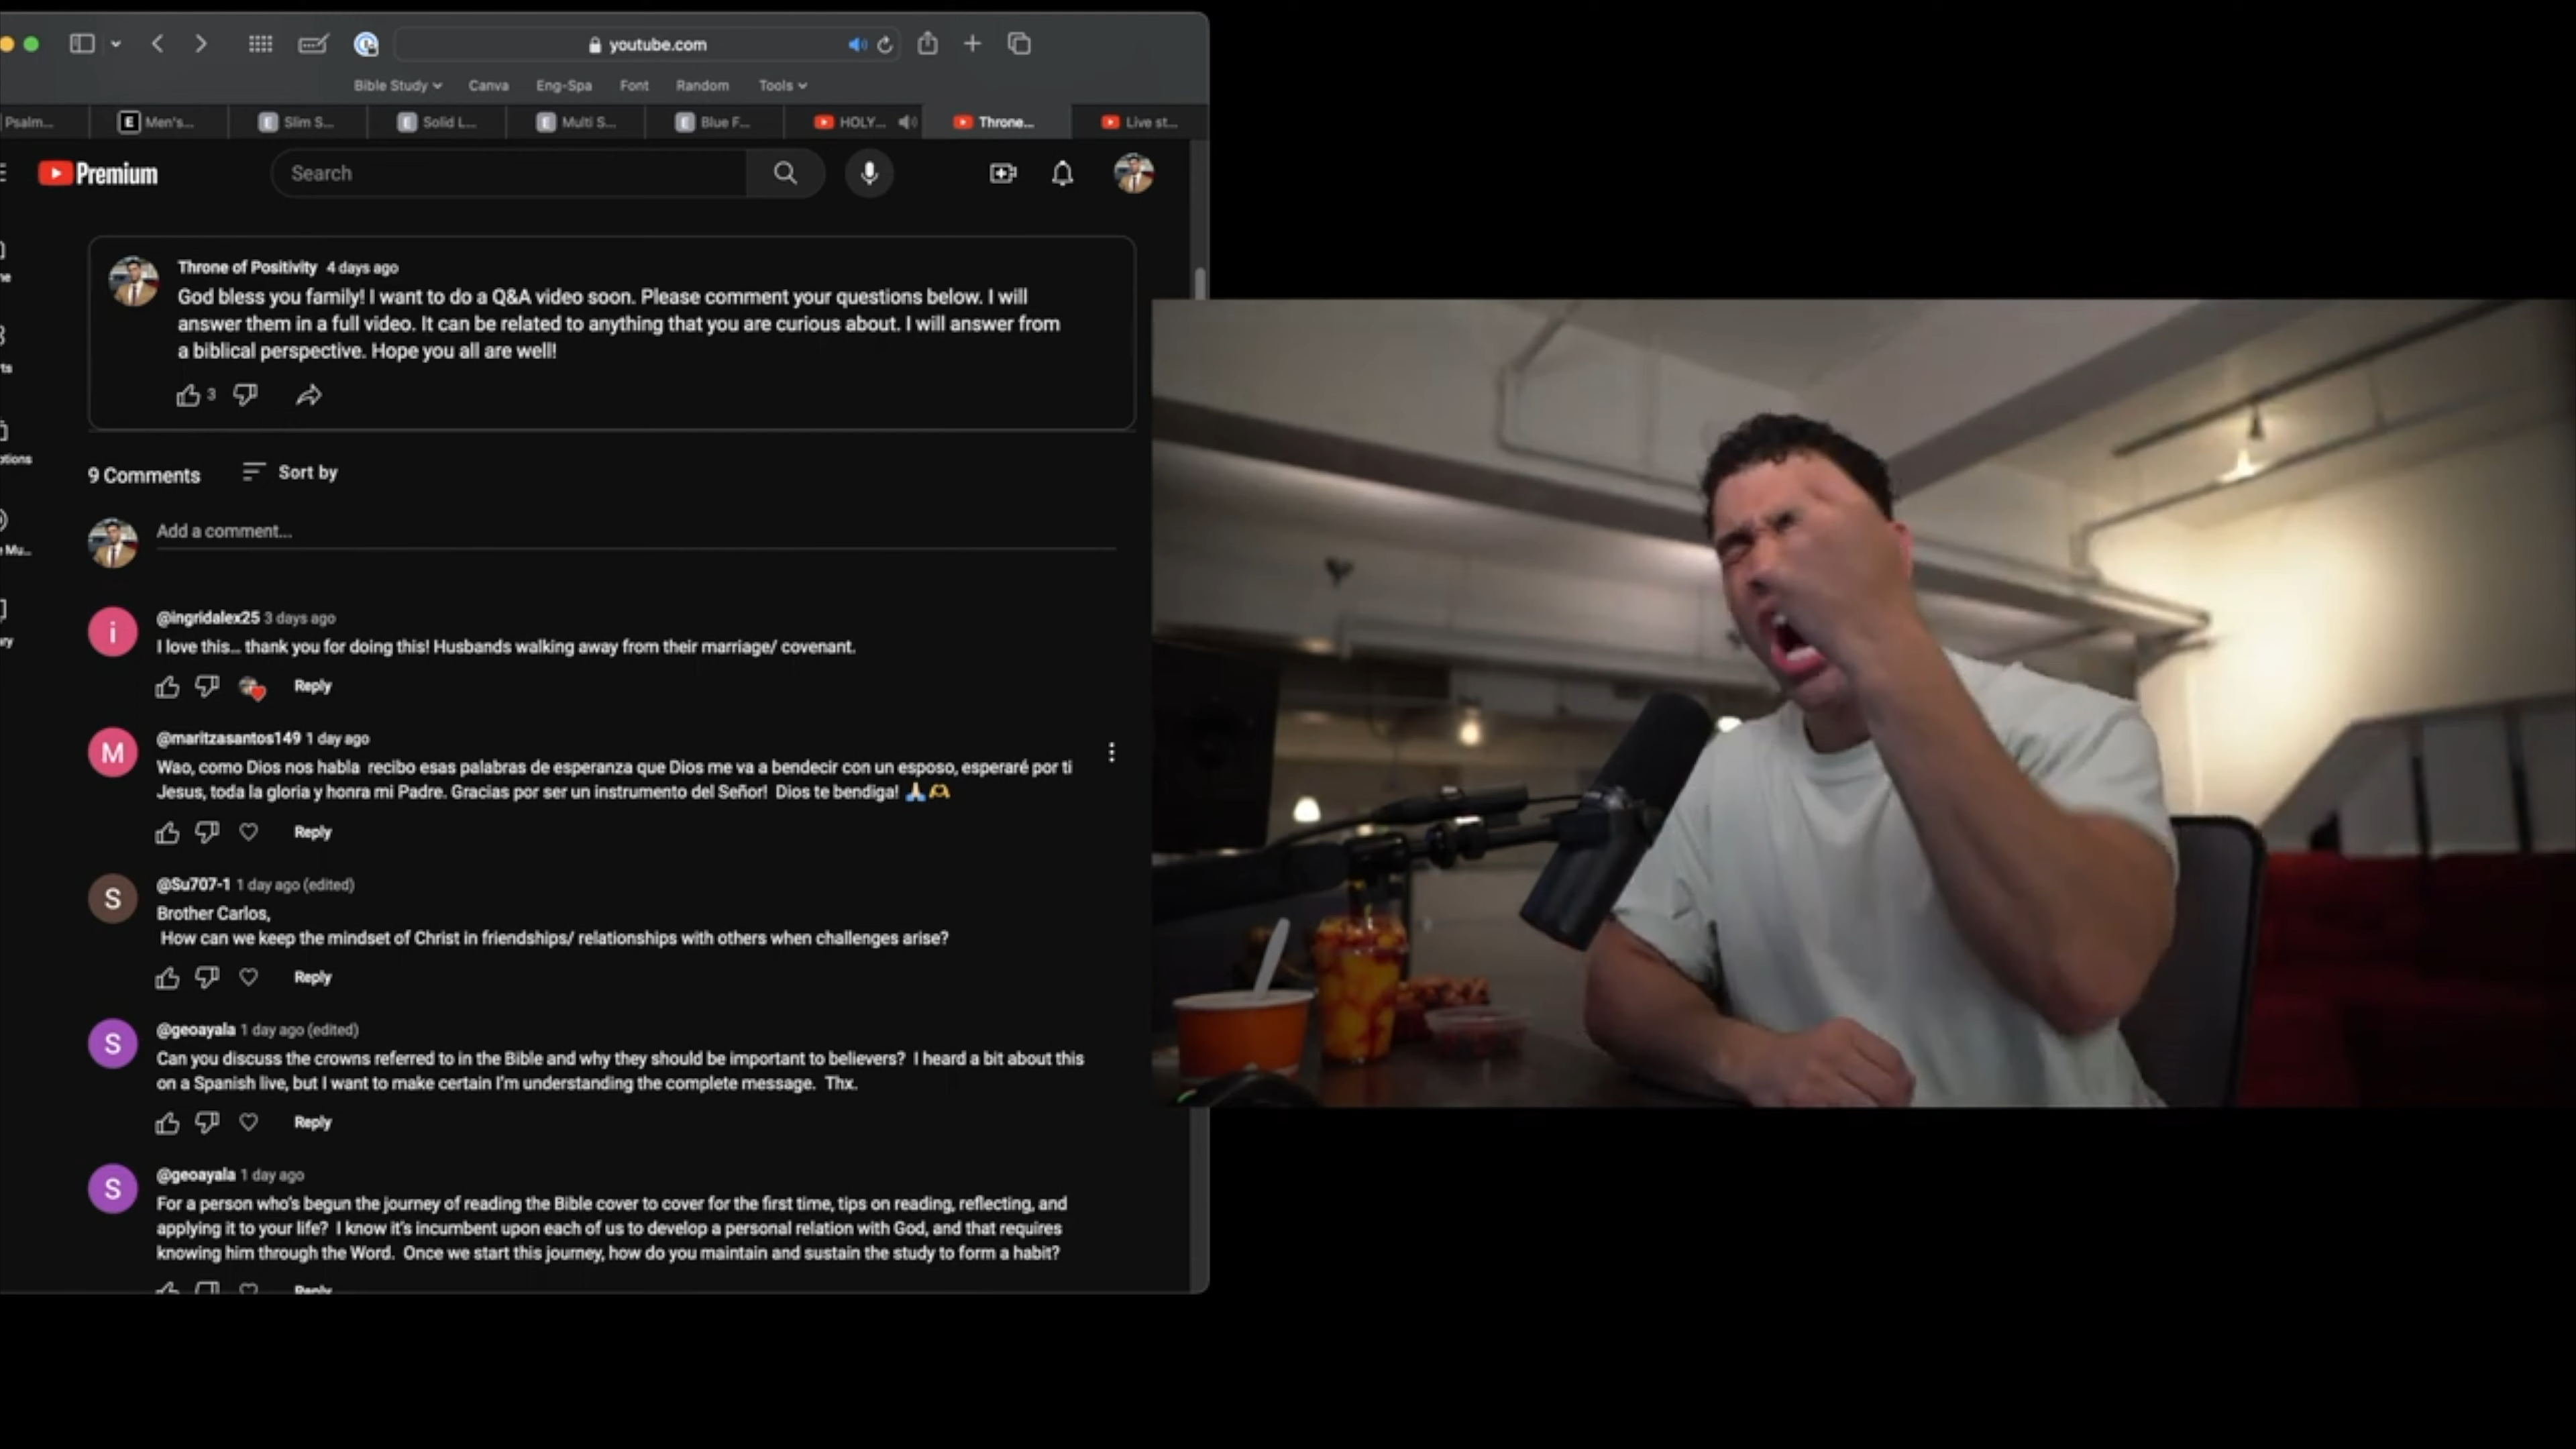 youtube.com
Bible Study
Canva
Eng-Spa
Font
Random
Tools
Psalm...
Men's...
Slim S...
Solid L...
Multi S...
Blue F...
HOLY...
Throne...
Live st...
Premium
Search
Throne of Positivity 4 days ago
God bless you family! I want to do a Q&A video soon. Please comment your questions below. I will
answer them in a full video. It can be related to anything that you are curious about. I will answer from
a biblical perspective. Hope you all are well!
3
9 Comments
Sort by
Add a comment...
i
@ingridalex25 3 days ago
I love this... thank you for doing this! Husbands walking away from their marriage/ covenant.
Reply
M
@maritzasantos149 1 day ago
Wao, como Dios nos habla recibo esas palabras de esperanza que Dios me va a bendecir con un esposo, esperaré por ti
Jesus, toda la gloria y honra mi Padre. Gracias por ser un instrumento del Señor! Dios te bendiga! 🙏🫶
Reply
S
@Su707-1 1 day ago (edited)
Brother Carlos,
How can we keep the mindset of Christ in friendships/ relationships with others when challenges arise?
Reply
S
@geoayala 1 day ago (edited)
Can you discuss the crowns referred to in the Bible and why they should be important to believers? I heard a bit about this
on a Spanish live, but I want to make certain I'm understanding the complete message. Thx.
Reply
S
@geoayala 1 day ago
For a person who's begun the journey of reading the Bible cover to cover for the first time, tips on reading, reflecting, and
applying it to your life? I know it's incumbent upon each of us to develop a personal relation with God, and that requires
knowing him through the Word. Once we start this journey, how do you maintain and sustain the study to form a habit?
Reply